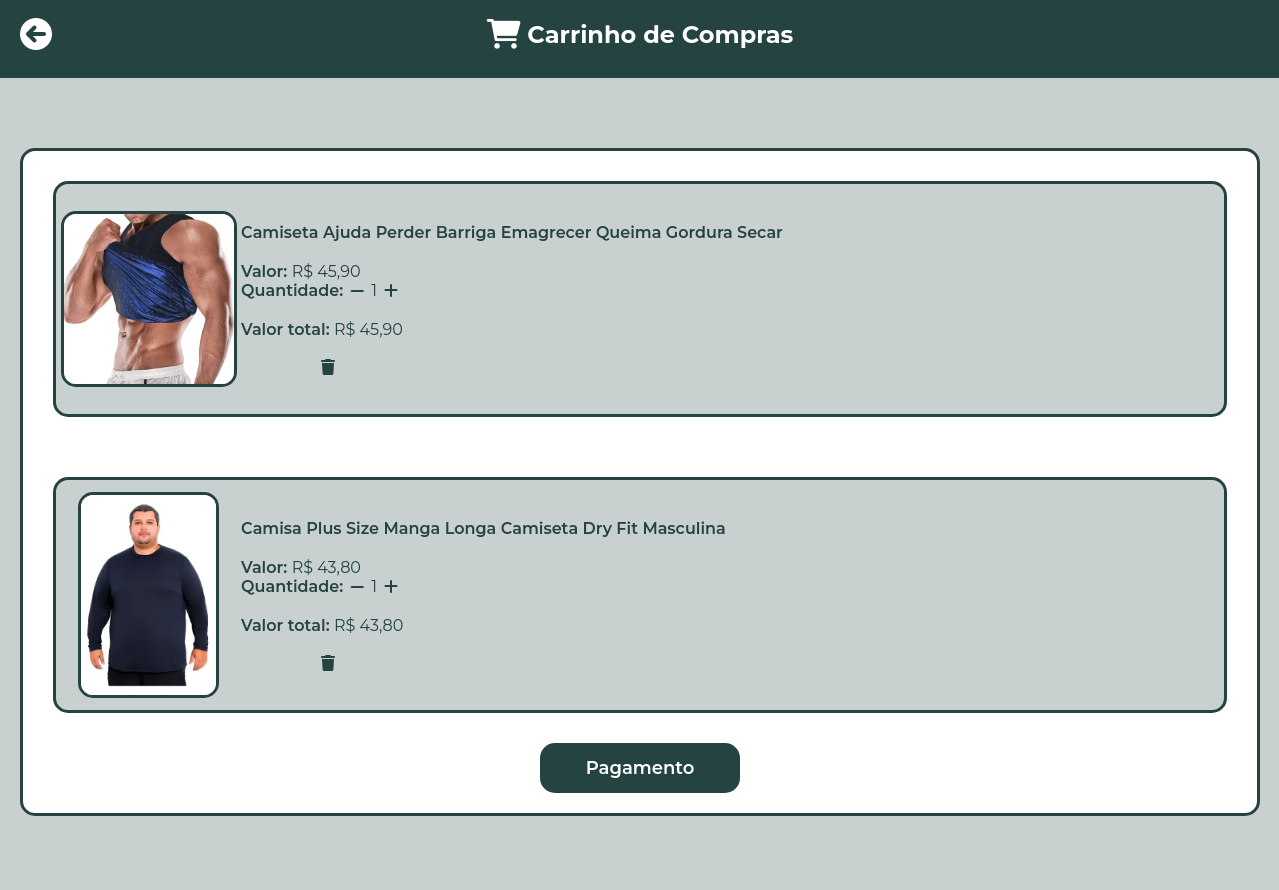 Carrinho de Compras
Camiseta Ajuda Perder Barriga Emagrecer Queima Gordura Secar
Valor: R$ 45,90
Quantidade: − 1 +
Valor total: R$ 45,90
Camisa Plus Size Manga Longa Camiseta Dry Fit Masculina
Valor: R$ 43,80
Quantidade: − 1 +
Valor total: R$ 43,80
Pagamento